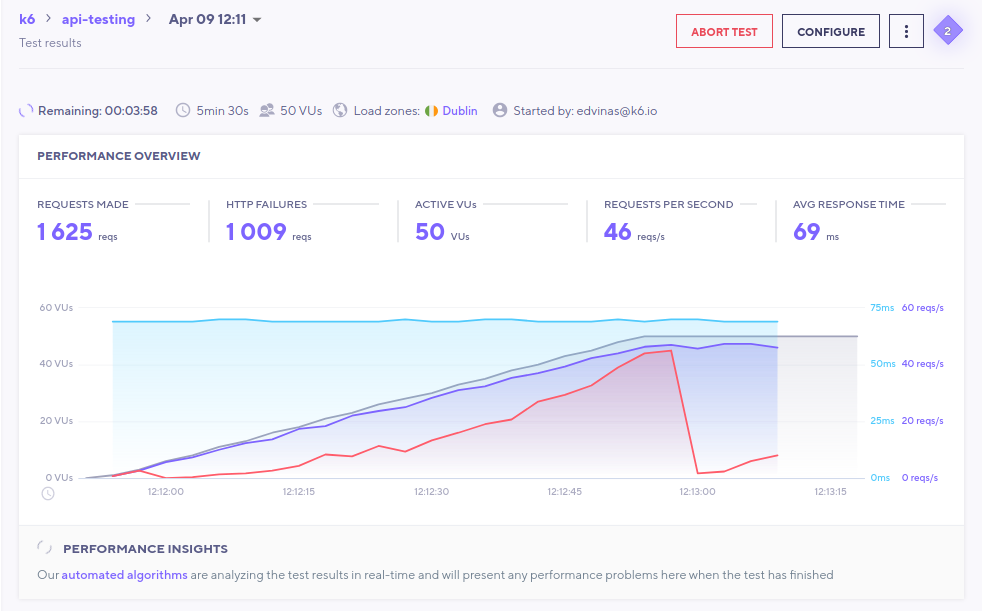 k6 > api-testing > Apr 09 12:11
ABORT TEST
CONFIGURE
2
Test results
Remaining: 00:03:58 5min 30s 50 VUs Load zones: Dublin Started by: edvinas@k6.io
PERFORMANCE OVERVIEW
REQUESTS MADE
1 625 reqs
HTTP FAILURES
1 009 reqs
ACTIVE VUs
50 VUs
REQUESTS PER SECOND
46 reqs/s
AVG RESPONSE TIME
69 ms
60 VUs 75ms 60 reqs/s
40 VUs 50ms 40 reqs/s
20 VUs 25ms 20 reqs/s
0 VUs 0ms 0 reqs/s
12:12:00 12:12:15 12:12:30 12:12:45 12:13:00 12:13:15
PERFORMANCE INSIGHTS
Our automated algorithms are analyzing the test results in real-time and will present any performance problems here when the test has finished